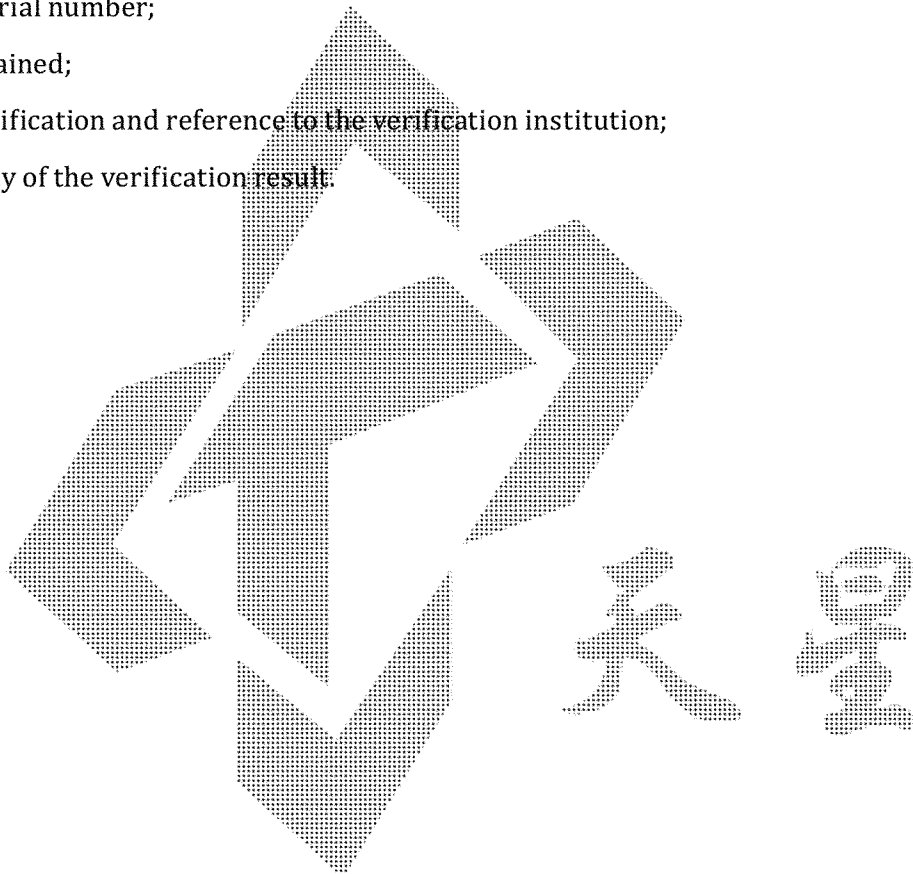 rial number;
ained;
ification and reference to the verification institution;
y of the verification result.
天星